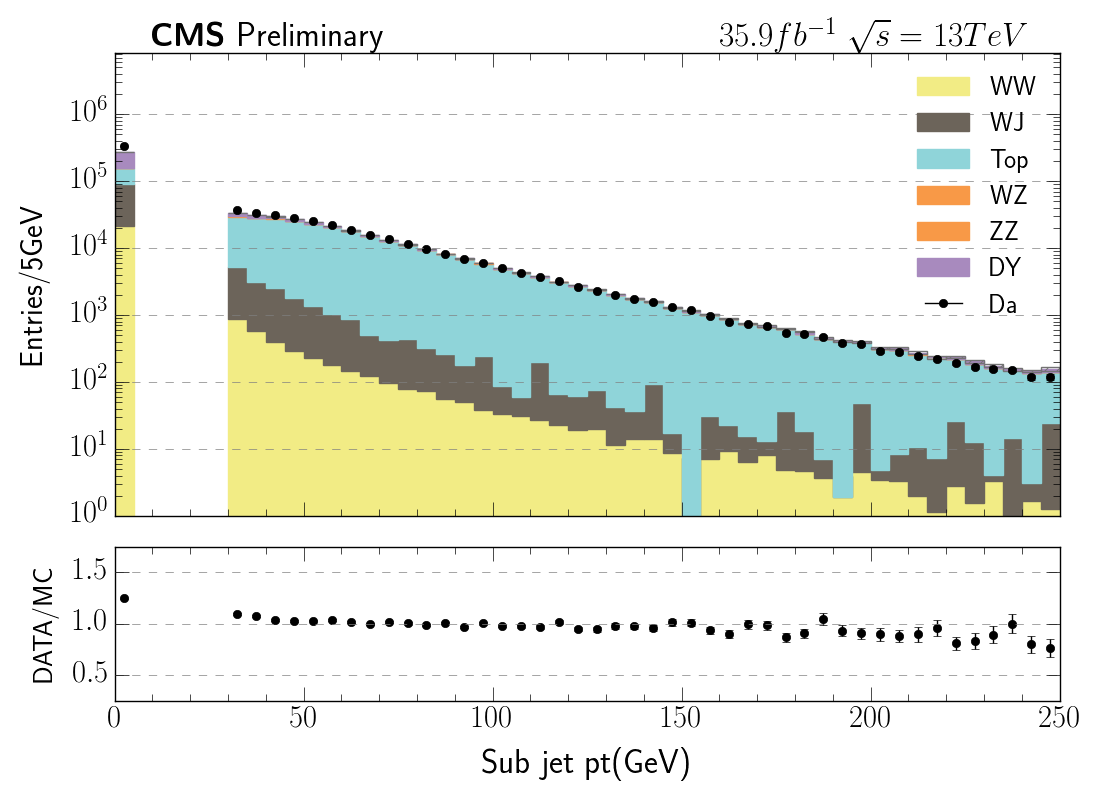 CMS Preliminary 35.9fb⁻¹ √s = 13TeV
Entries/5GeV
10⁶
10⁵
10⁴
10³
10²
10¹
10⁰
WW
WJ
Top
WZ
ZZ
DY
Da
DATA/MC
1.5
1.0
0.5
0 50 100 150 200 250
Sub jet pt(GeV)